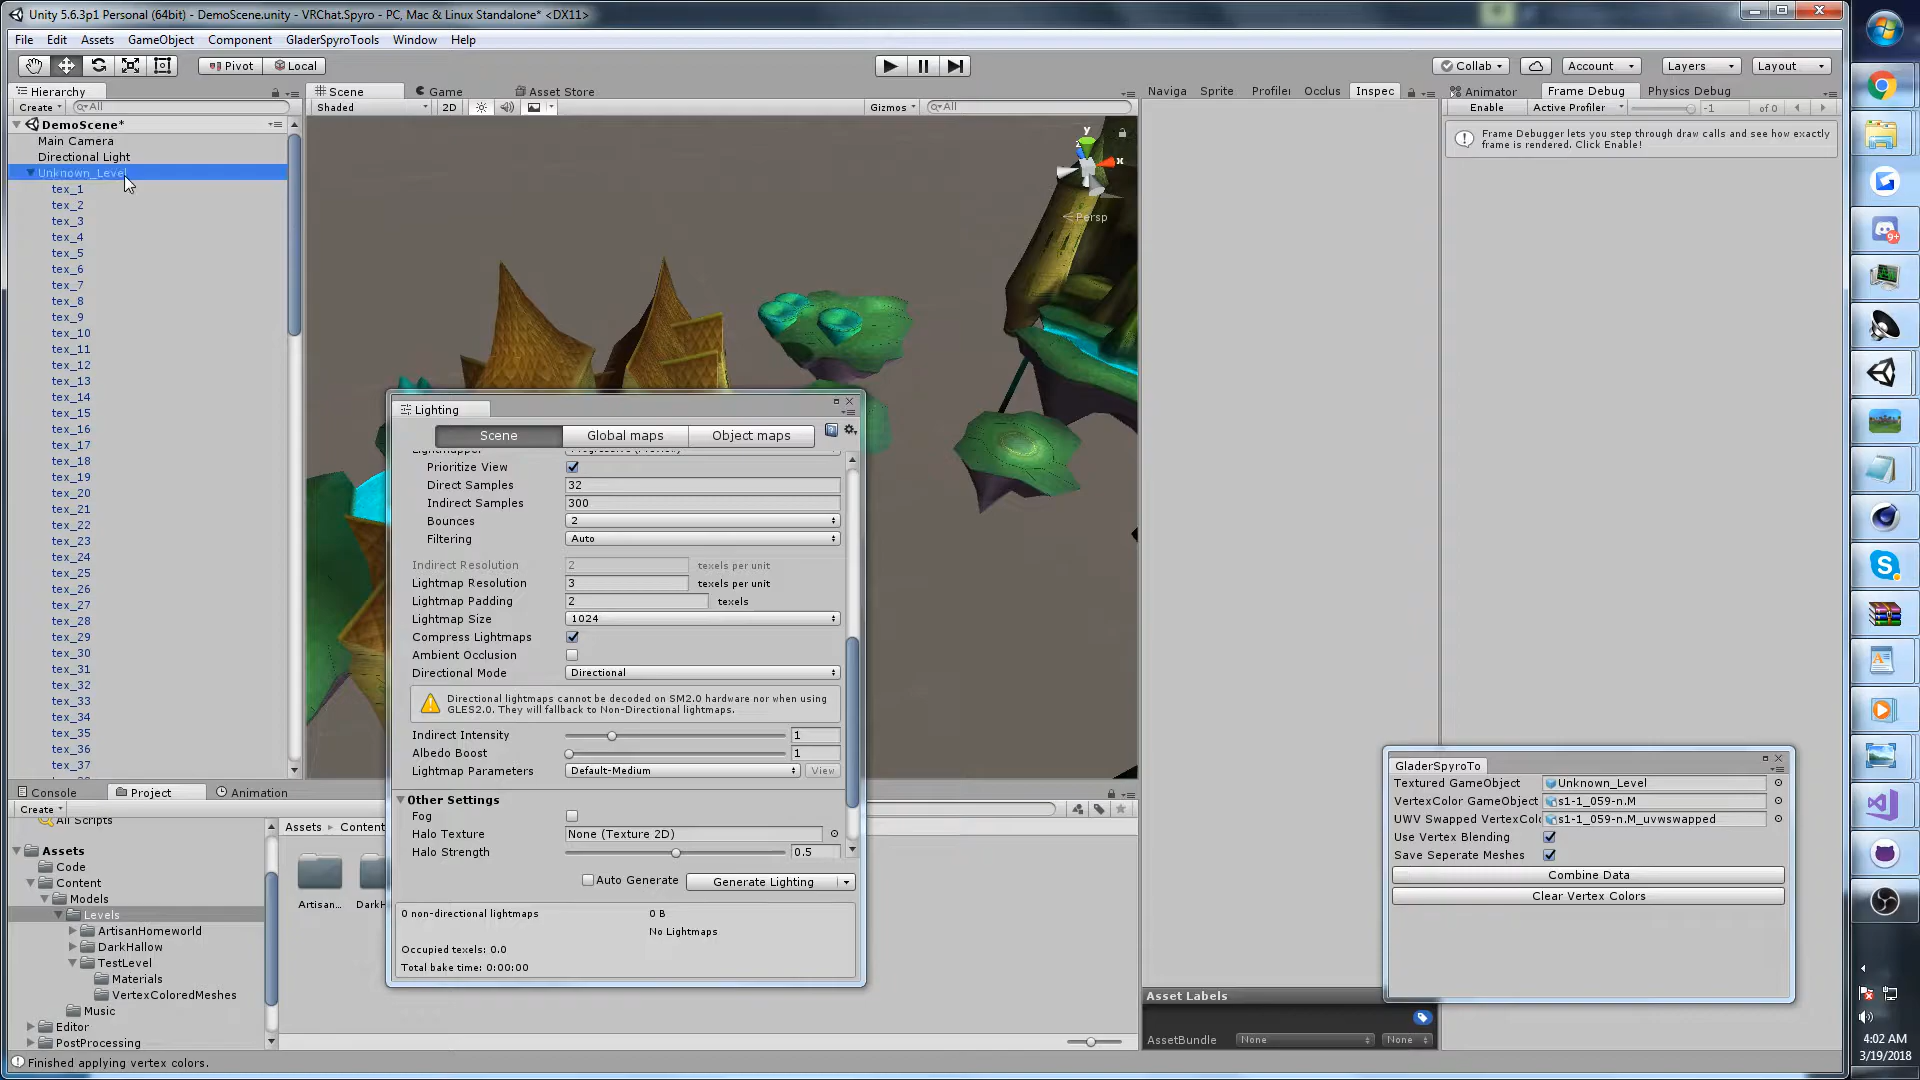 Unity 5.6.3p1 Personal (64bit) - DemoScene.unity - VRChat.Spyro - PC, Mac & Linux Standalone* <DX11>
File Edit Assets GameObject Component GladerSpyroTools Window Help
Pivot Local Collab Account Layers Layout
Hierarchy Scene Game Asset Store Naviga Sprite Profiler Occlus Inspec Animator Frame Debug Physics Debug
Create All Shaded 2D Gizmos All Enable Active Profiler -1 of 0
DemoScene*
Main Camera
Directional Light
Unknown_Level
tex_1
tex_2
tex_3
tex_4
tex_5
tex_6
tex_7
tex_8
tex_9
tex_10
tex_11
tex_12
tex_13
tex_14
tex_15
tex_16
tex_17
tex_18
tex_19
tex_20
tex_21
tex_22
tex_23
tex_24
tex_25
tex_26
tex_27
tex_28
tex_29
tex_30
tex_31
tex_32
tex_33
tex_34
tex_35
tex_36
tex_37
y
x
Persp
Frame Debugger lets you step through draw calls and see how exactly
frame is rendered. Click Enable!
Lighting
Scene Global maps Object maps
Prioritize View
Direct Samples 32
Indirect Samples 300
Bounces 2
Filtering Auto
Indirect Resolution 2 texels per unit
Lightmap Resolution 3 texels per unit
Lightmap Padding 2 texels
Lightmap Size 1024
Compress Lightmaps
Ambient Occlusion
Directional Mode Directional
Directional lightmaps cannot be decoded on SM2.0 hardware nor when using
GLES2.0. They will fallback to Non-Directional lightmaps.
Indirect Intensity 1
Albedo Boost 1
Lightmap Parameters Default-Medium View
Other Settings
Fog
Halo Texture None (Texture 2D)
Halo Strength 0.5
Auto Generate Generate Lighting
0 non-directional lightmaps 0 B
No Lightmaps
Occupied texels: 0.0
Total bake time: 0:00:00
Console Project Animation
Create
All Scripts
Assets
Code
Content
Models
Levels
ArtisanHomeworld
DarkHallow
TestLevel
Materials
VertexColoredMeshes
Music
Editor
PostProcessing
Assets Conten
Artisan... DarkH
GladerSpyroTo
Textured GameObject Unknown_Level
VertexColor GameObject s1-1_059-n.M
UWV Swapped VertexColo s1-1_059-n.M_uvwswapped
Use Vertex Blending
Save Seperate Meshes
Combine Data
Clear Vertex Colors
Asset Labels
AssetBundle None None
Finished applying vertex colors.
9+
4:02 AM
3/19/2018